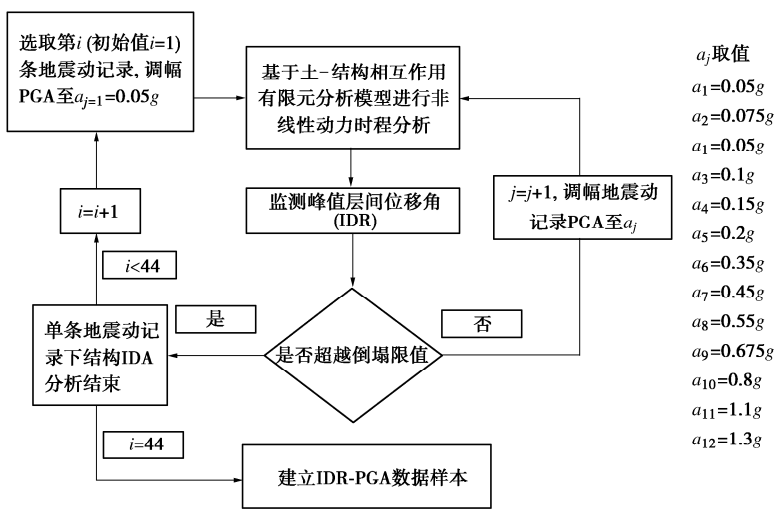 选取第i (初始值i=1)
条地震动记录, 调幅
PGA至aj=1=0.05g
基于土-结构相互作用
有限元分析模型进行非
线性动力时程分析
监测峰值层间位移角
(IDR)
是否超越倒塌限值
是
否
j=j+1, 调幅地震动
记录PGA至aj
单条地震动记
录下结构IDA
分析结束
i<44
i=i+1
i=44
建立IDR-PGA数据样本
aj取值
a1=0.05g
a2=0.075g
a1=0.05g
a3=0.1g
a4=0.15g
a5=0.2g
a6=0.35g
a7=0.45g
a8=0.55g
a9=0.675g
a10=0.8g
a11=1.1g
a12=1.3g